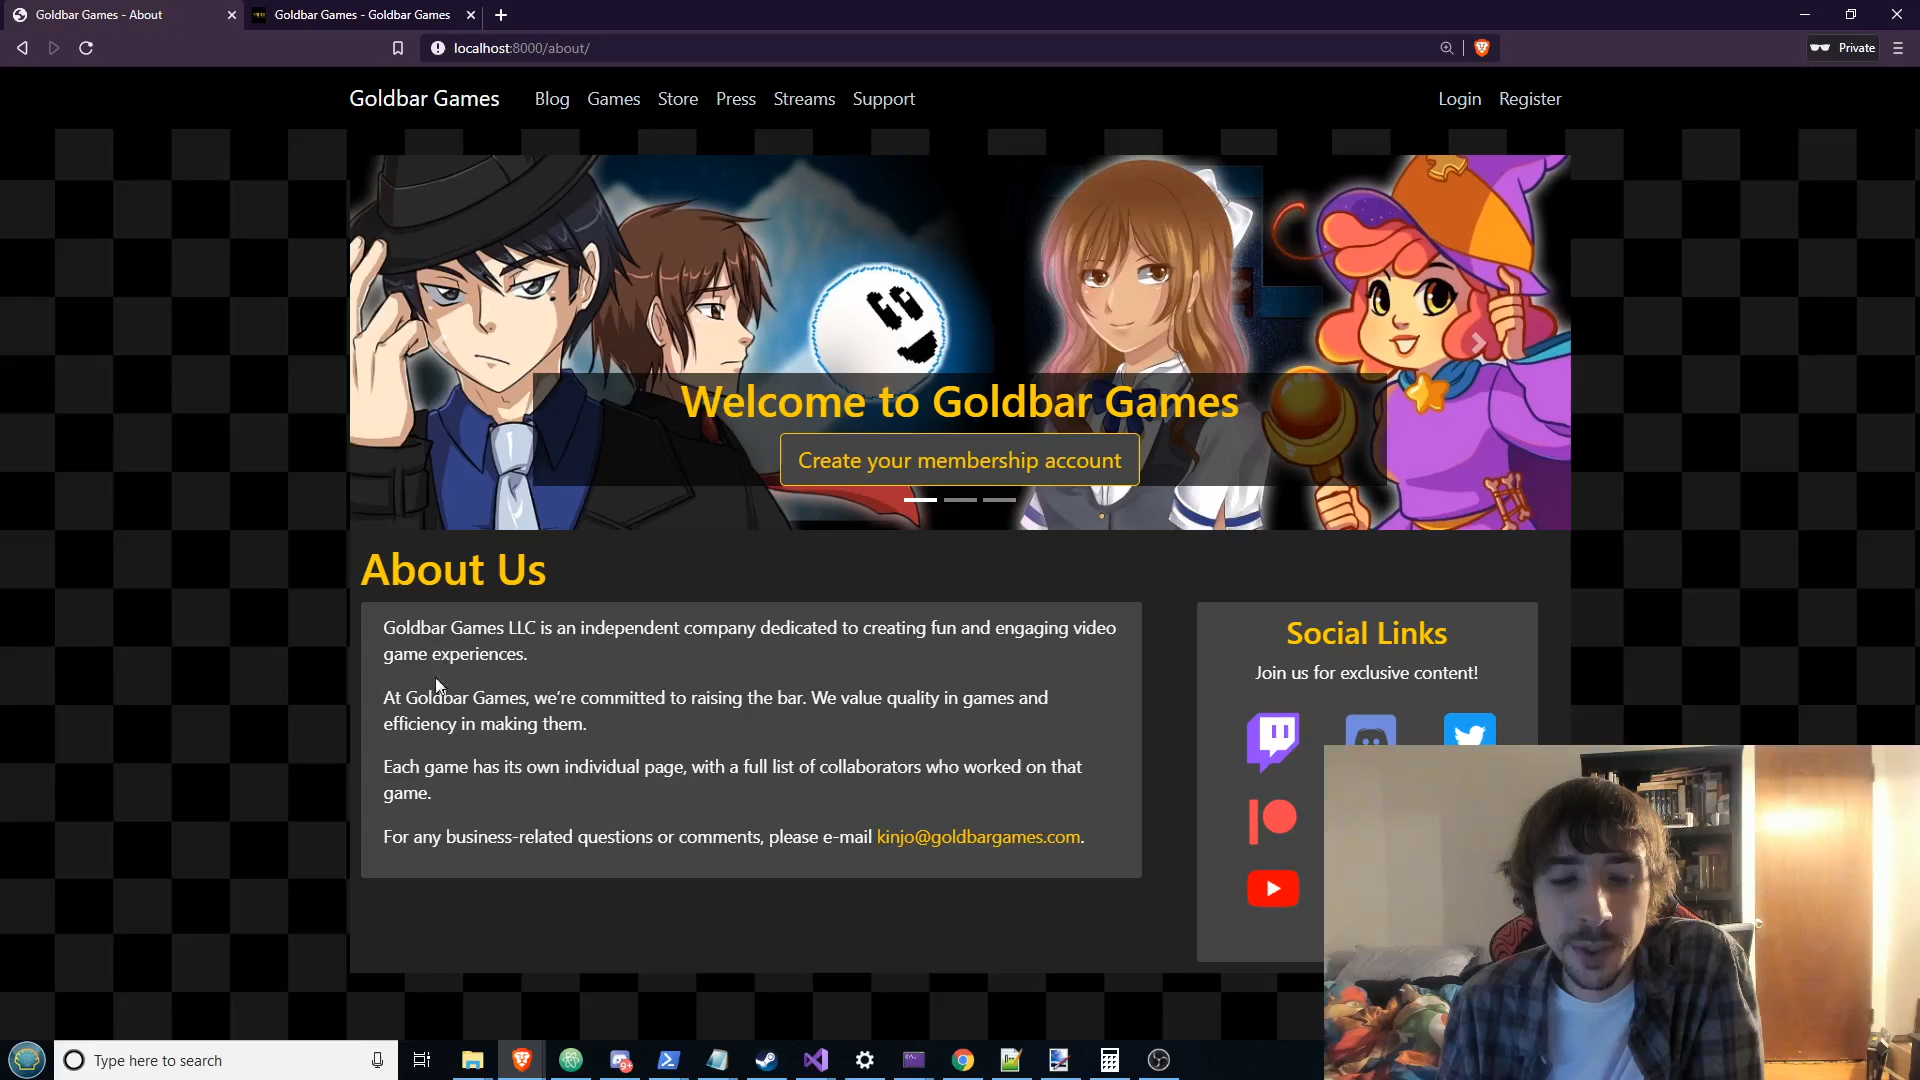 Goldbar Games - About
Goldbar Games - Goldbar Games
localhost:8000/about/
Private
Goldbar Games
Blog
Games
Store
Press
Streams
Support
Login
Register
Welcome to Goldbar Games
Create your membership account
About Us
Goldbar Games LLC is an independent company dedicated to creating fun and engaging video
game experiences.
At Goldbar Games, we're committed to raising the bar. We value quality in games and
efficiency in making them.
Each game has its own individual page, with a full list of collaborators who worked on that
game.
For any business-related questions or comments, please e-mail kinjo@goldbargames.com.
Social Links
Join us for exclusive content!
Type here to search